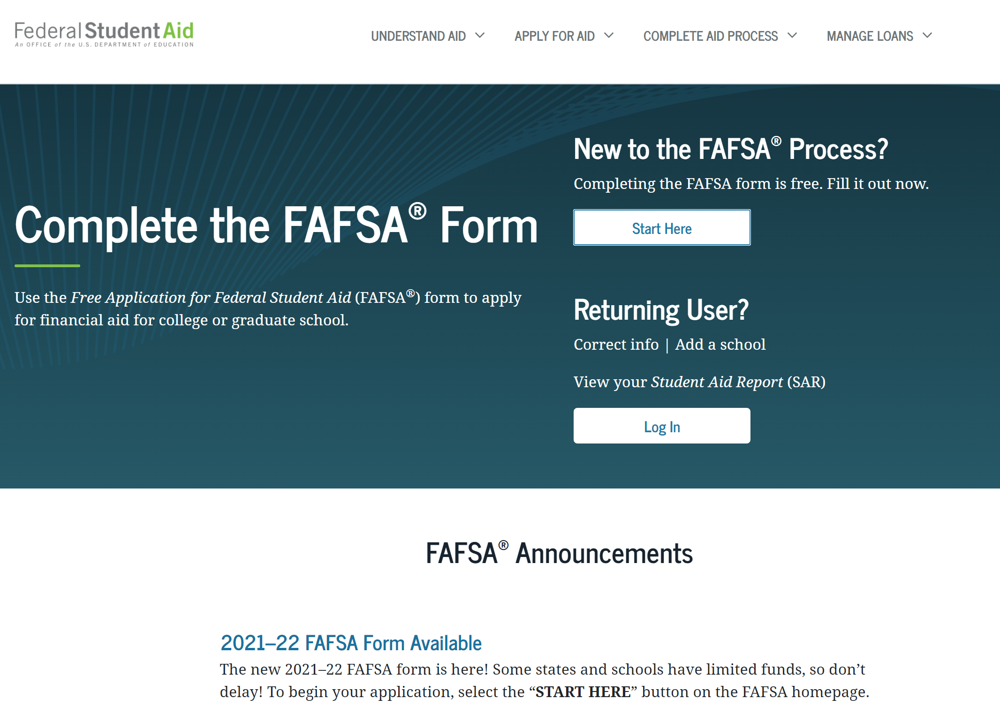 Federal Student Aid
An OFFICE of the U.S. DEPARTMENT of EDUCATION
UNDERSTAND AID
APPLY FOR AID
COMPLETE AID PROCESS
MANAGE LOANS
Complete the FAFSA® Form
Use the Free Application for Federal Student Aid (FAFSA®) form to apply
for financial aid for college or graduate school.
New to the FAFSA® Process?
Completing the FAFSA form is free. Fill it out now.
Start Here
Returning User?
Correct info | Add a school
View your Student Aid Report (SAR)
Log In
FAFSA® Announcements
2021–22 FAFSA Form Available
The new 2021–22 FAFSA form is here! Some states and schools have limited funds, so don’t
delay! To begin your application, select the “START HERE” button on the FAFSA homepage.